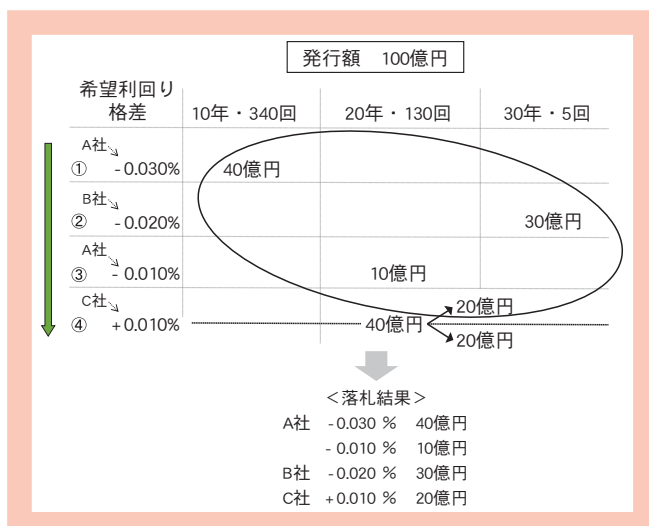 発行額 100億円
希望利回り
格差 10年・340回 20年・130回 30年・5回
A社
① -0.030% 40億円
B社
② -0.020% 30億円
A社
③ - 0.010% 10億円
C社 20億円
④ +0.010% 40億円
20億円
＜落札結果＞
A社 -0.030 % 40億円
- 0.010 % 10億円
B社 -0.020 % 30億円
C社 +0.010 % 20億円